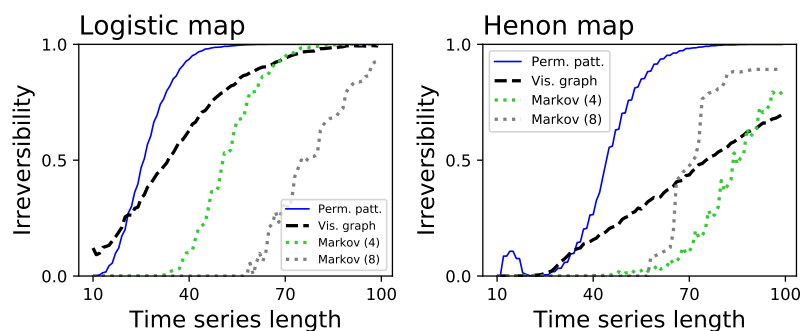 Logistic map
Irreversibility
1.0
0.5
0.0
10
40
70
100
Time series length
Perm. patt.
Vis. graph
Markov (4)
Markov (8)
Henon map
Irreversibility
1.0
0.5
0.0
10
40
70
100
Time series length
Perm. patt.
Vis. graph
Markov (4)
Markov (8)